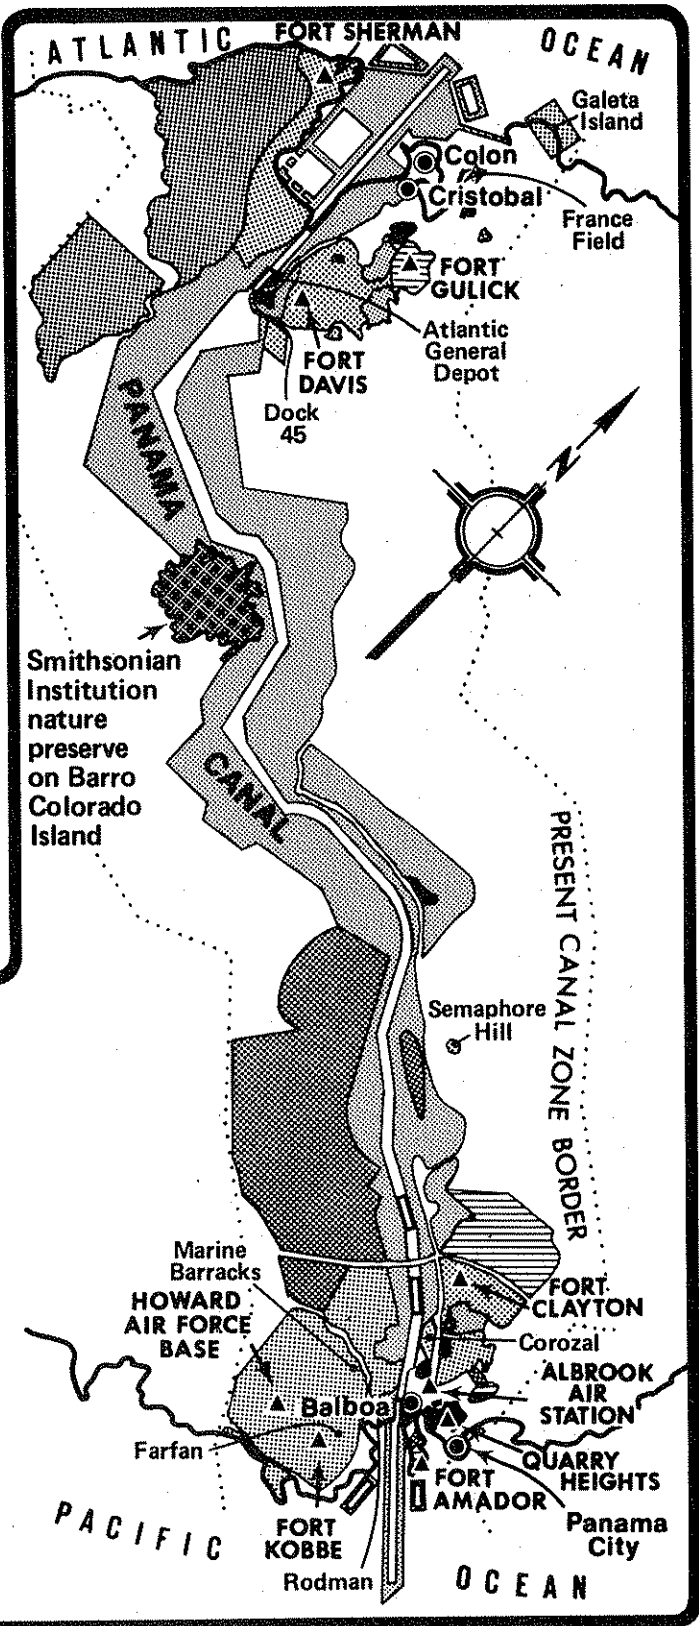 ATLANTIC OCEAN
FORT SHERMAN
Galeta
Island
Colon
Cristobal
France
Field
FORT
GULICK
Atlantic
General
Depot
FORT
DAVIS
Dock
45
PANAMA
N
Smithsonian
Institution
nature
preserve
on Barro
Colorado
Island
CANAL
PRESENT CANAL ZONE BORDER
Semaphore
Hill
Marine
Barracks
HOWARD
AIR FORCE
BASE
FORT
CLAYTON
Corozal
ALBROOK
AIR
STATION
Balboa
Farfan
QUARRY
HEIGHTS
FORT
AMADOR
Panama
City
FORT
KOBBE
Rodman
PACIFIC OCEAN